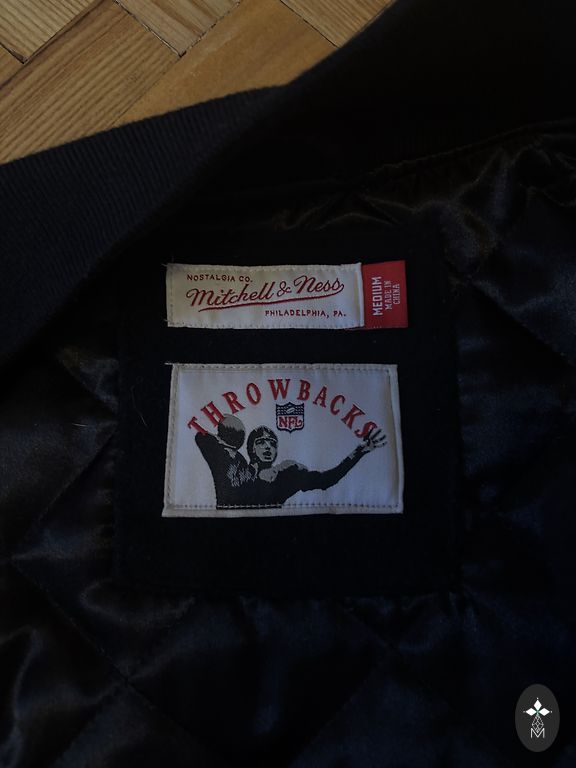 NOSTALGIA CO.
Mitchell & Ness
PHILADELPHIA, PA.
MEDIUM
MADE IN
CHINA
THROWBACKS
NFL
M